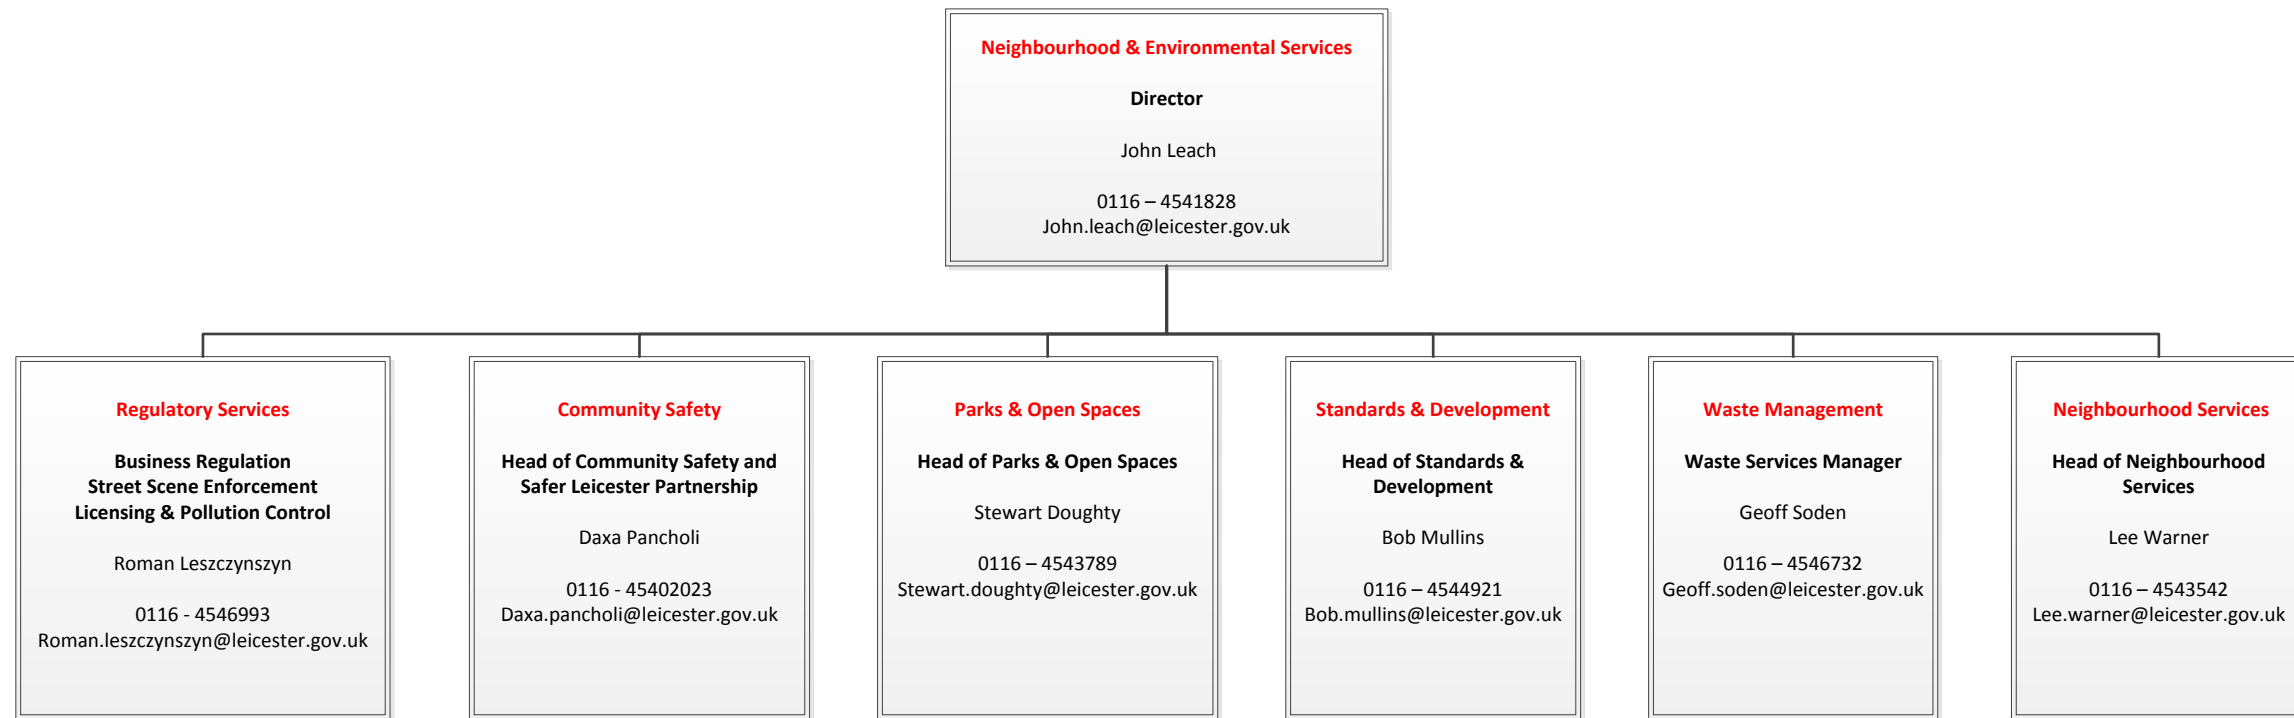 Neighbourhood & Environmental Services
Director
John Leach
0116 – 4541828
John.leach@leicester.gov.uk
Regulatory Services
Business Regulation
Street Scene Enforcement
Licensing & Pollution Control
Roman Leszczynszyn
0116 - 4546993
Roman.leszczynszyn@leicester.gov.uk
Community Safety
Head of Community Safety and
Safer Leicester Partnership
Daxa Pancholi
0116 - 45402023
Daxa.pancholi@leicester.gov.uk
Parks & Open Spaces
Head of Parks & Open Spaces
Stewart Doughty
0116 – 4543789
Stewart.doughty@leicester.gov.uk
Standards & Development
Head of Standards &
Development
Bob Mullins
0116 – 4544921
Bob.mullins@leicester.gov.uk
Waste Management
Waste Services Manager
Geoff Soden
0116 – 4546732
Geoff.soden@leicester.gov.uk
Neighbourhood Services
Head of Neighbourhood
Services
Lee Warner
0116 – 4543542
Lee.warner@leicester.gov.uk